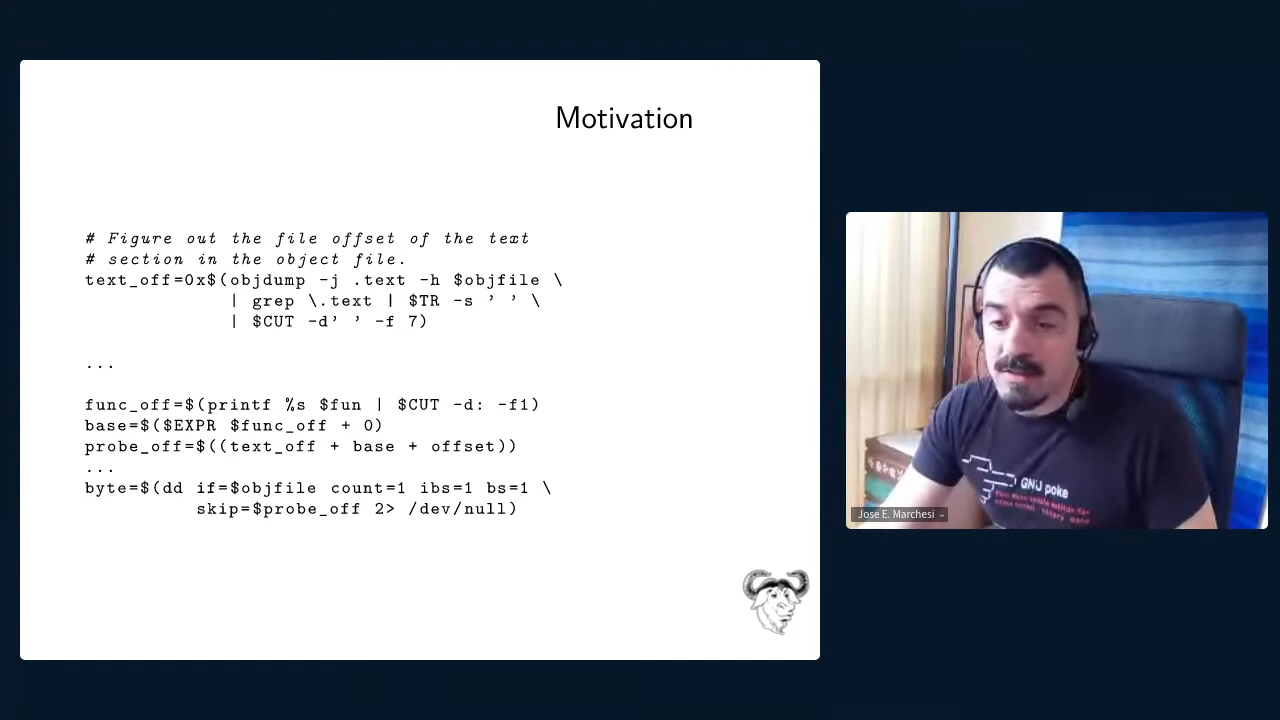 Motivation
# Figure out the file offset of the text
# section in the object file.
text_off=0x$(objdump -j .text -h $objfile \
| grep \.text | $TR -s ' ' \
| $CUT -d' ' -f 7)
...
func_off=$(printf %s $fun | $CUT -d: -f1)
base=$($EXPR $func_off + 0)
probe_off=$((text_off + base + offset))
...
byte=$(dd if=$objfile count=1 ibs=1 bs=1 \
skip=$probe_off 2> /dev/null)
GNU poke
Jose E. Marchesi